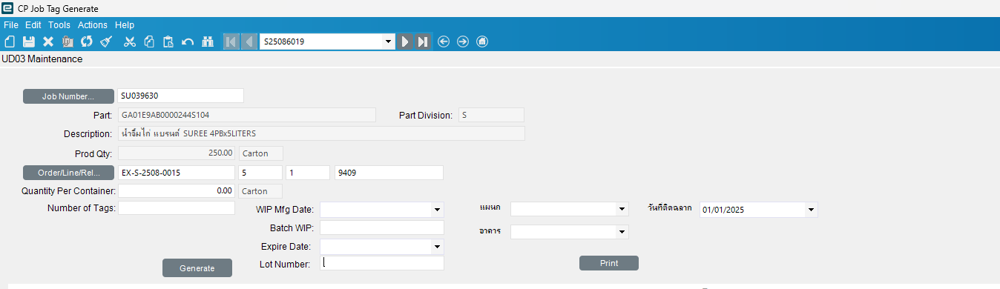 CP Job Tag Generate
File Edit Tools Actions Help
S25086019
UD03 Maintenance
Job Number... SU039630
Part: GA01E9AB0000244S104 Part Division: S
Description: น้ำจิ้มไก่ แบรนด์ SUREE 4PBx5LITERS
Prod Qty: 250.00 Carton
Order/Line/Rel... EX-S-2508-0015 5 1 9409
Quantity Per Container: 0.00 Carton
Number of Tags: WIP Mfg Date: แผนก วันที่ติดฉลาก 01/01/2025
Batch WIP: อาคาร
Expire Date:
Generate Lot Number: Print